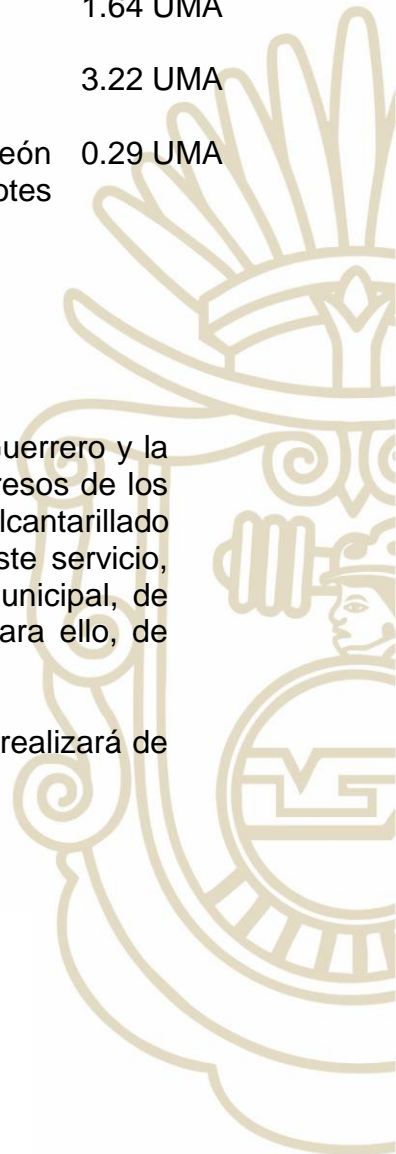 1.64 UMA
3.22 UMA
eón 0.29 UMA
otes
uerrero y la
resos de los
lcantarillado
ste servicio,
unicipal, de
ara ello, de
realizará de